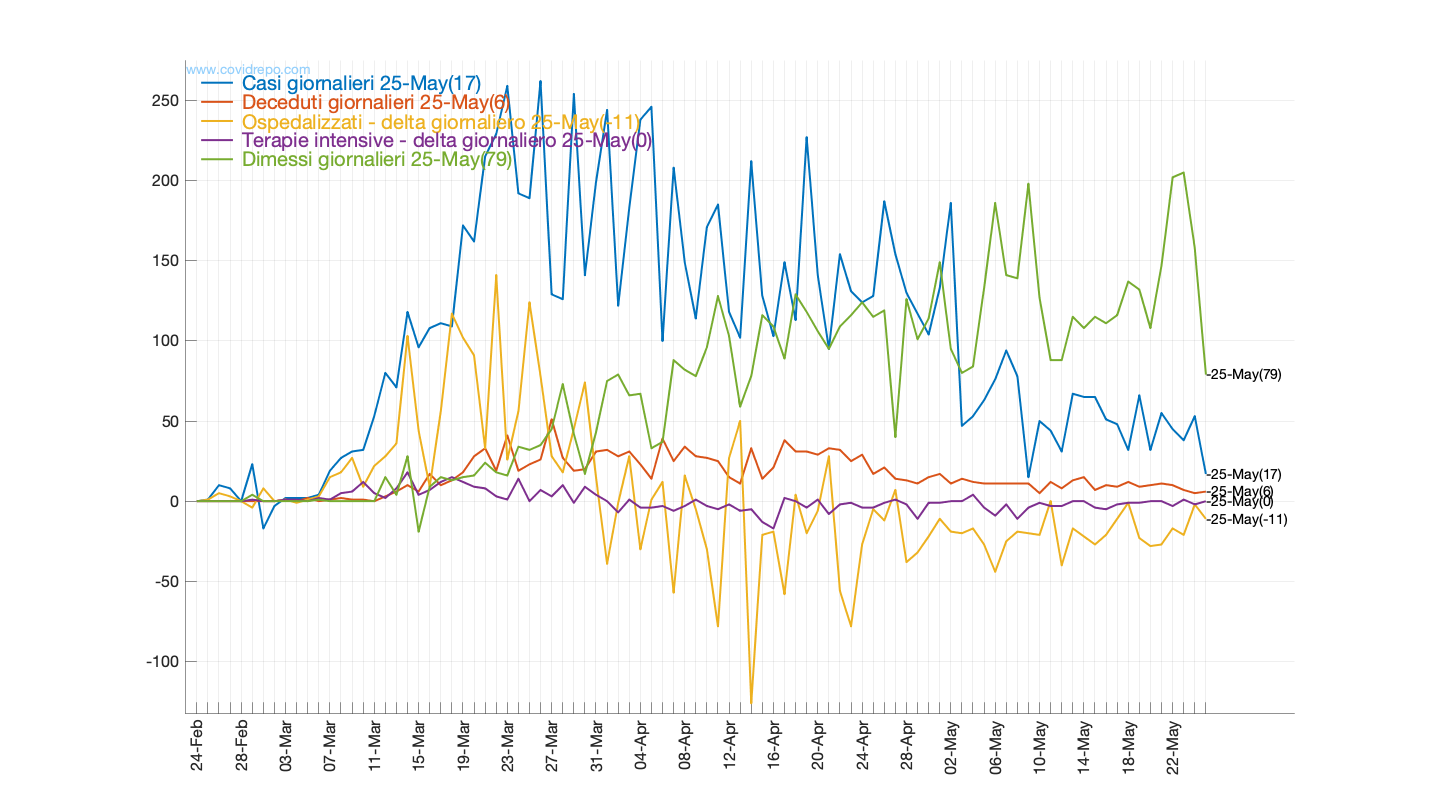 www.covidrepo.com
Casi giornalieri 25-May(17)
Deceduti giornalieri 25-May(6)
Ospedalizzati - delta giornaliero 25-May(-11)
Terapie intensive - delta giornaliero 25-May(0)
Dimessi giornalieri 25-May(79)
250
200
150
100
50
0
-50
-100
-25-May(79)
-25-May(17)
-25-May(6)
-25-May(0)
-25-May(-11)
24-Feb
28-Feb
03-Mar
07-Mar
11-Mar
15-Mar
19-Mar
23-Mar
27-Mar
31-Mar
04-Apr
08-Apr
12-Apr
16-Apr
20-Apr
24-Apr
28-Apr
02-May
06-May
10-May
14-May
18-May
22-May